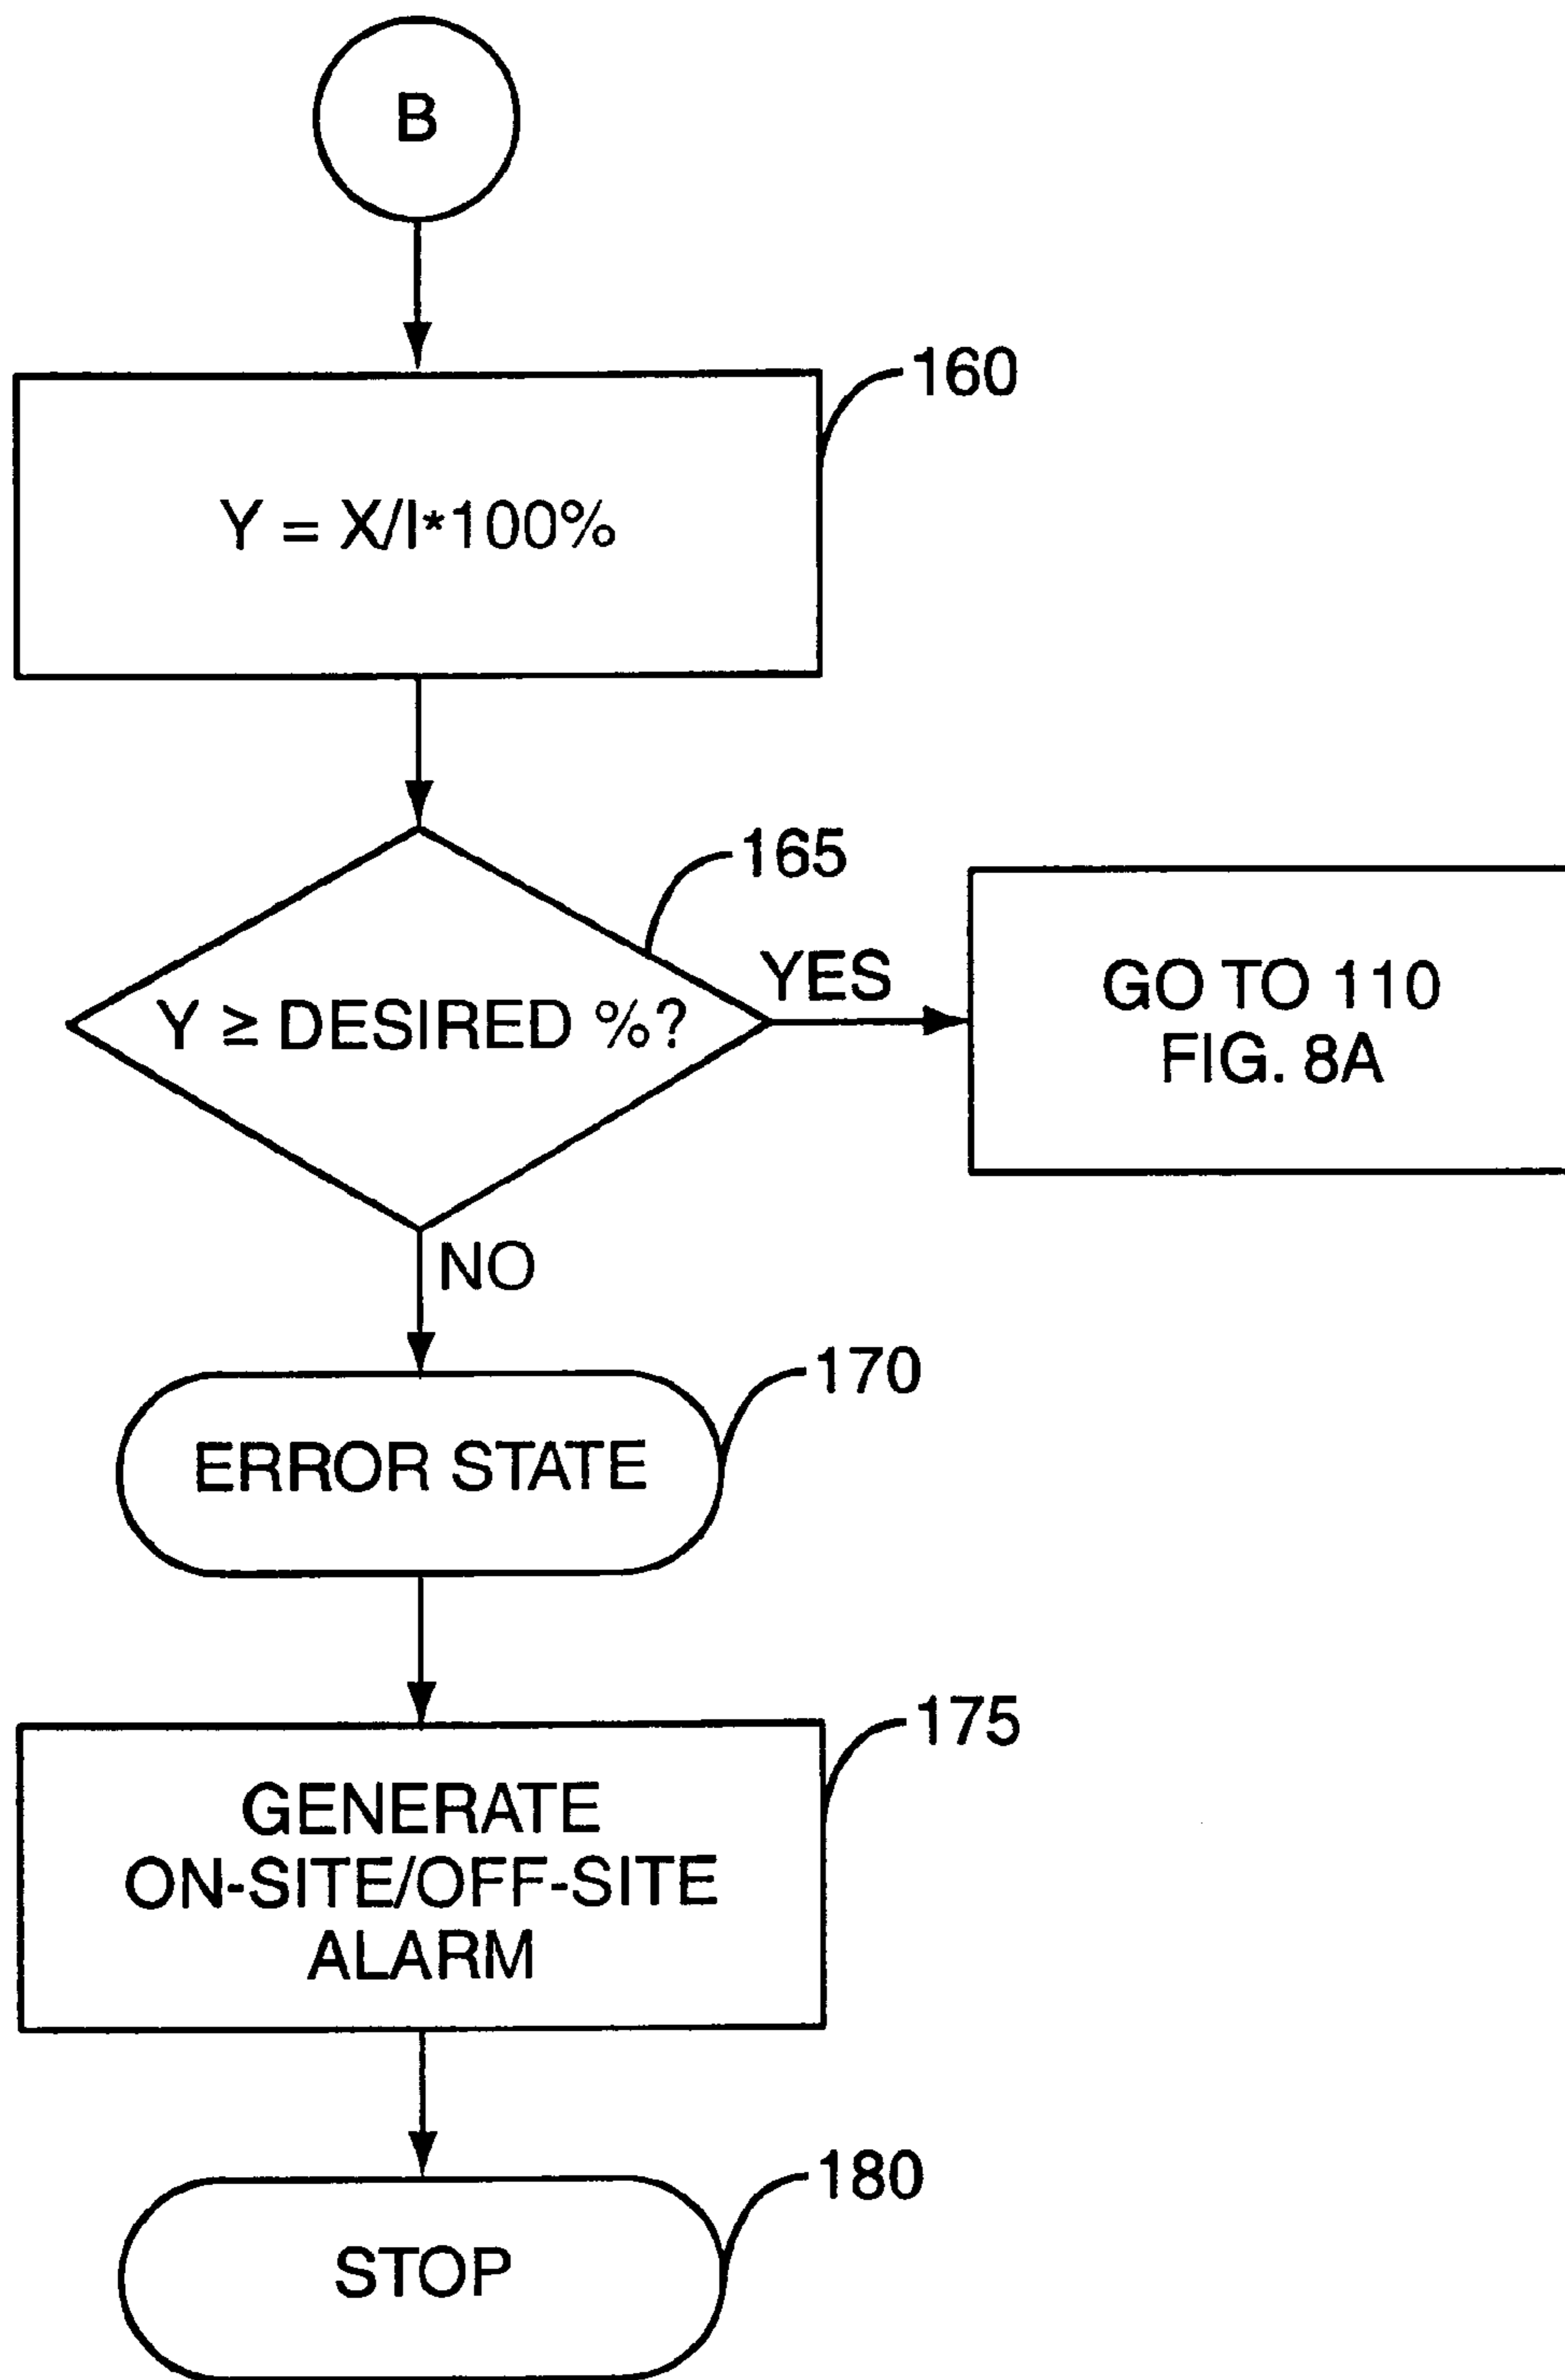 B
160
Y = X/I*100%
165
Y ≥ DESIRED %?
YES
GO TO 110
FIG. 8A
NO
170
ERROR STATE
175
GENERATE
ON-SITE/OFF-SITE
ALARM
180
STOP